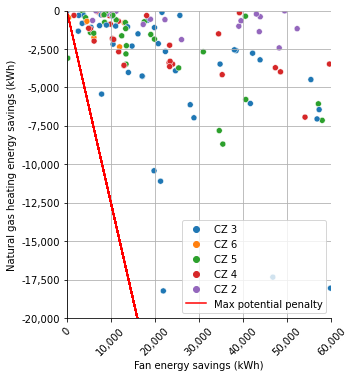 0
-2,500
-5,000
-7,500
-10,000
-12,500
-15,000
-17,500
-20,000
Natural gas heating energy savings (kWh)
CZ 3
CZ 6
CZ 5
CZ 4
CZ 2
Max potential penalty
0
10,000
20,000
30,000
40,000
50,000
60,000
Fan energy savings (kWh)